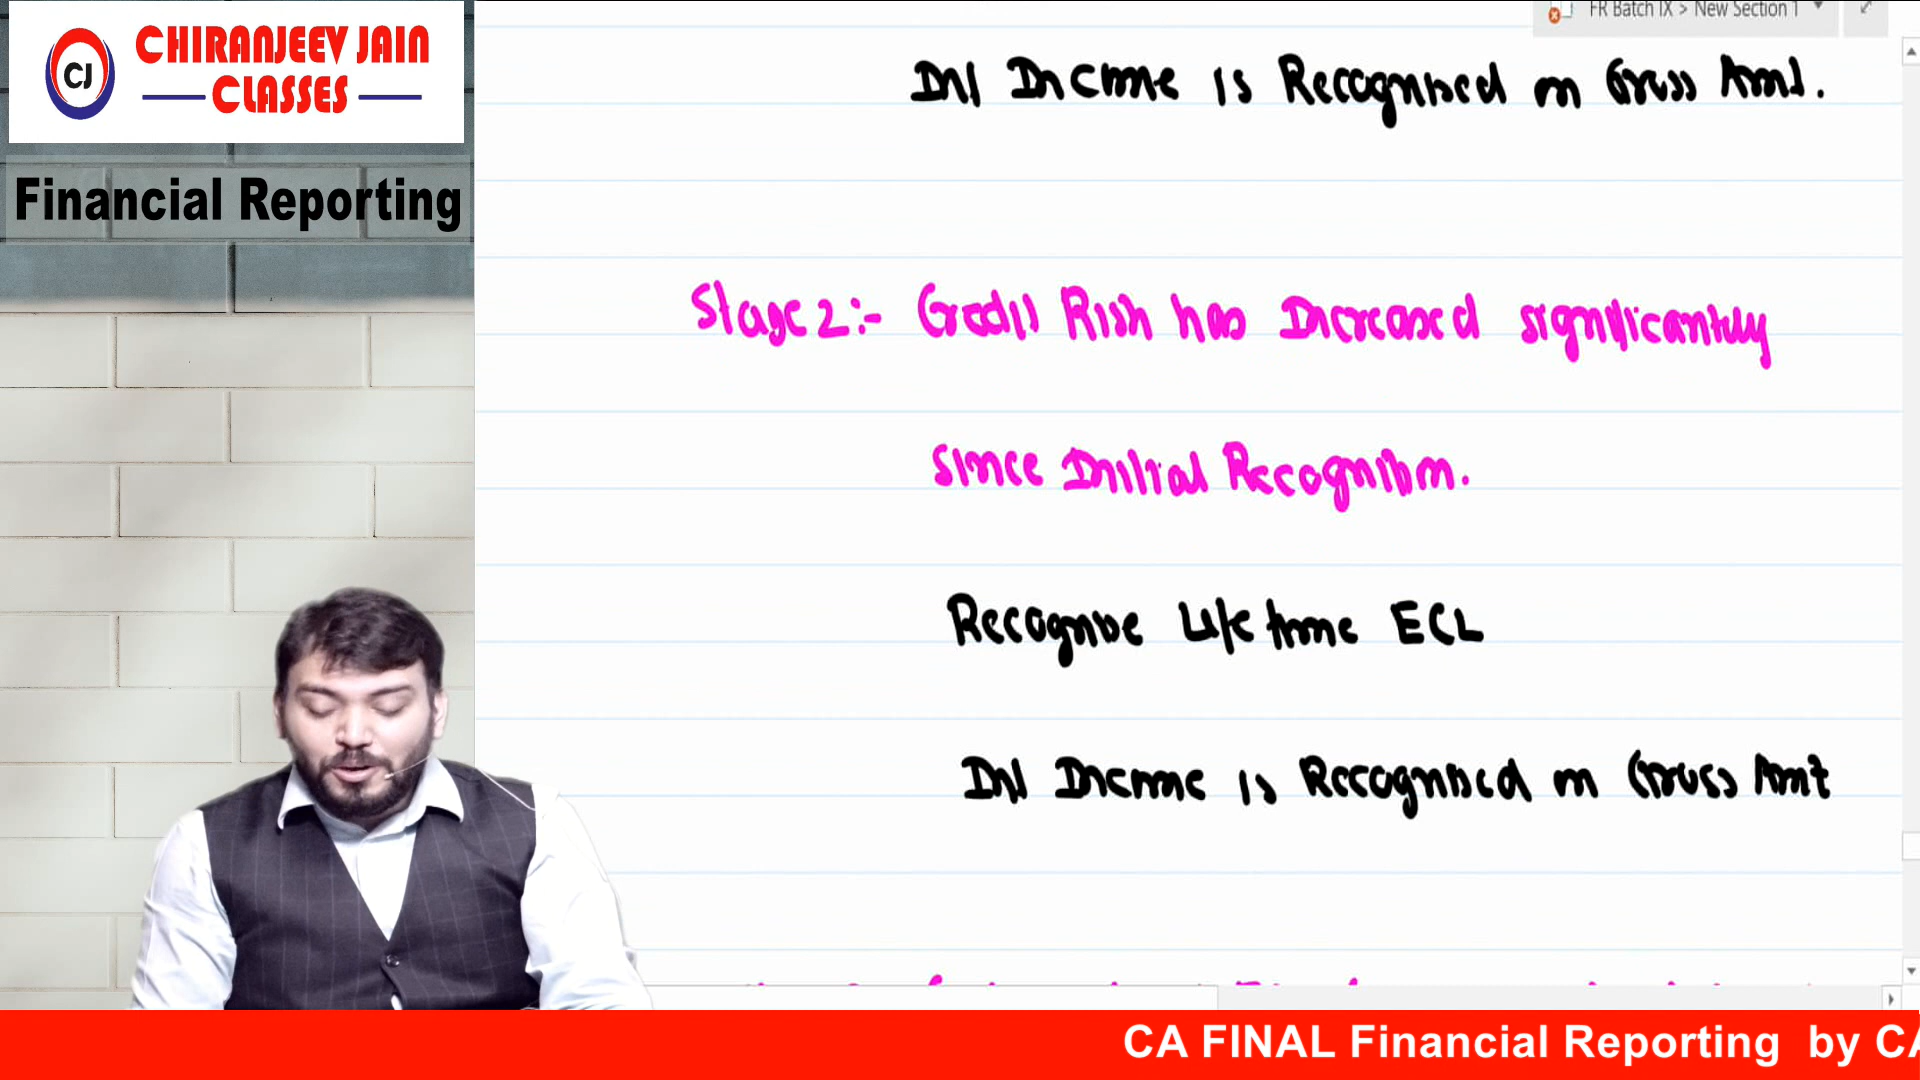 CHIRANJEEV JAIN
CJ
CLASSES
Financial Reporting
FR Batch IX > New Section 1
Int Income is Recognised on Gross Amt.
Stage 2:- Credit Risk has Increased significantly
since Initial Recognition.
Recognise Life time ECL
Int Income is Recognised on Gross Amt
CA FINAL Financial Reporting by CA